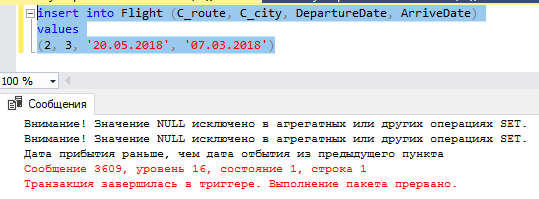 insert into Flight (C_route, C_city, DepartureDate, ArriveDate)
values
(2, 3, '20.05.2018', '07.03.2018')
100 %
Сообщения
Внимание! Значение NULL исключено в агрегатных или других операциях SET.
Внимание! Значение NULL исключено в агрегатных или других операциях SET.
Дата прибытия раньше, чем дата отбытия из предыдущего пункта
Сообщение 3609, уровень 16, состояние 1, строка 1
Транзакция завершилась в триггере. Выполнение пакета прервано.